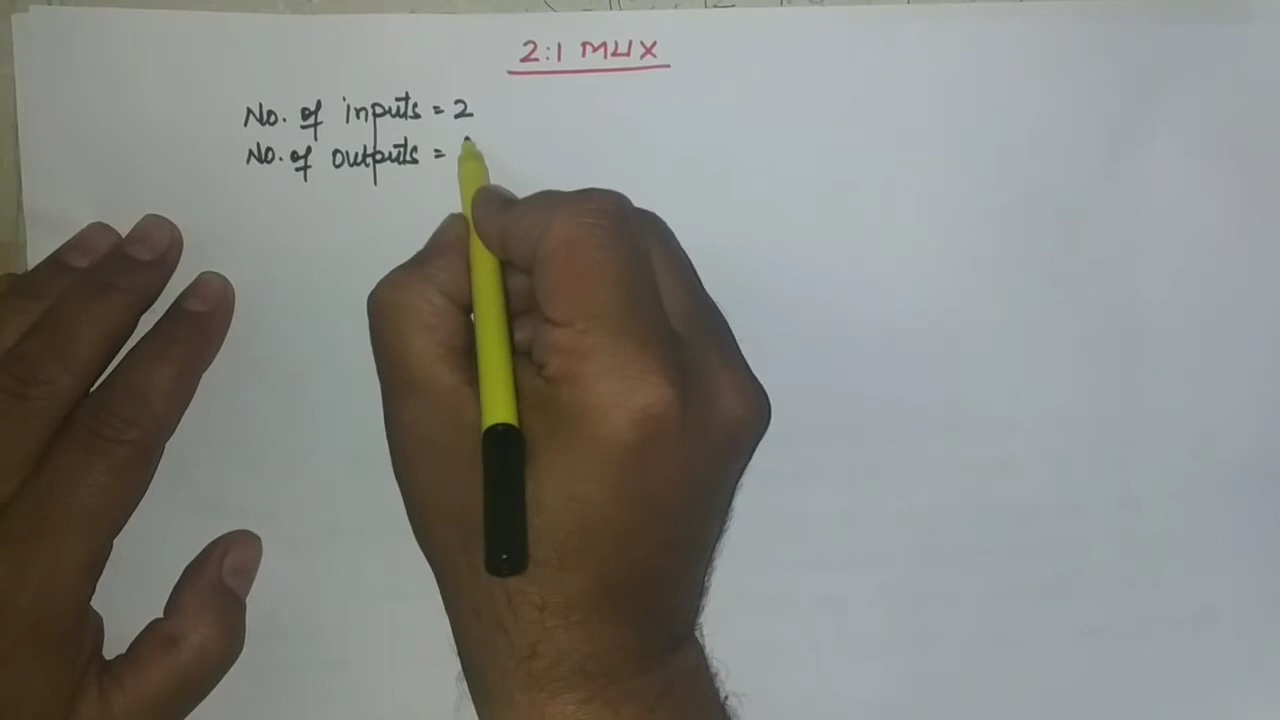 2:1 MUX
No. of inputs = 2
No. of outputs =